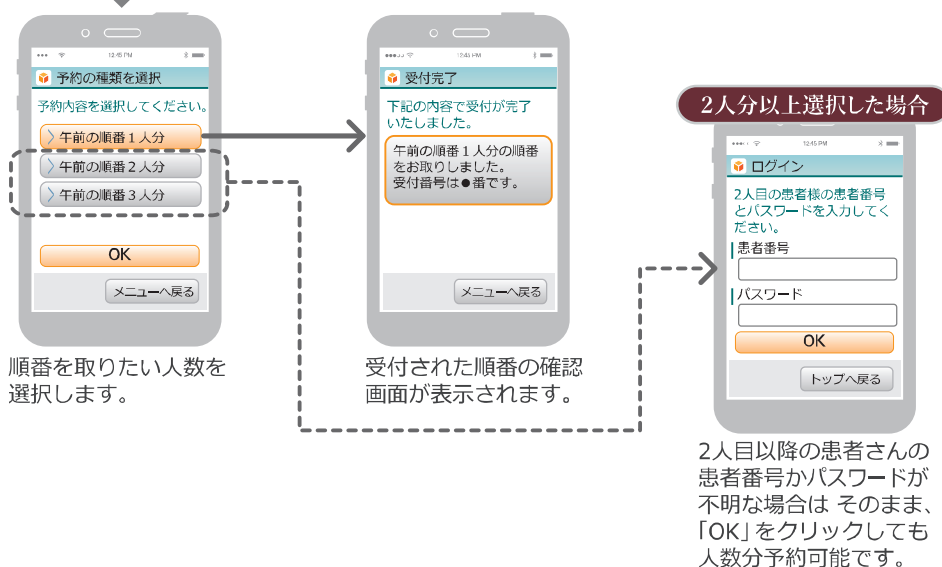 12:45 PM
予約の種類を選択
予約内容を選択してください。
午前の順番1人分
午前の順番2人分
午前の順番3人分
OK
メニューへ戻る
順番を取りたい人数を
選択します。
12:45 PM
受付完了
下記の内容で受付が完了
いたしました。
午前の順番1人分の順番
をお取りしました。
受付番号は●番です。
メニューへ戻る
受付された順番の確認
画面が表示されます。
2人分以上選択した場合
12:45 PM
ログイン
2人目の患者様の患者番号
とパスワードを入力してく
ださい。
患者番号
パスワード
OK
トップへ戻る
2人目以降の患者さんの
患者番号かパスワードが
不明な場合は そのまま、
「OK」をクリックしても
人数分予約可能です。